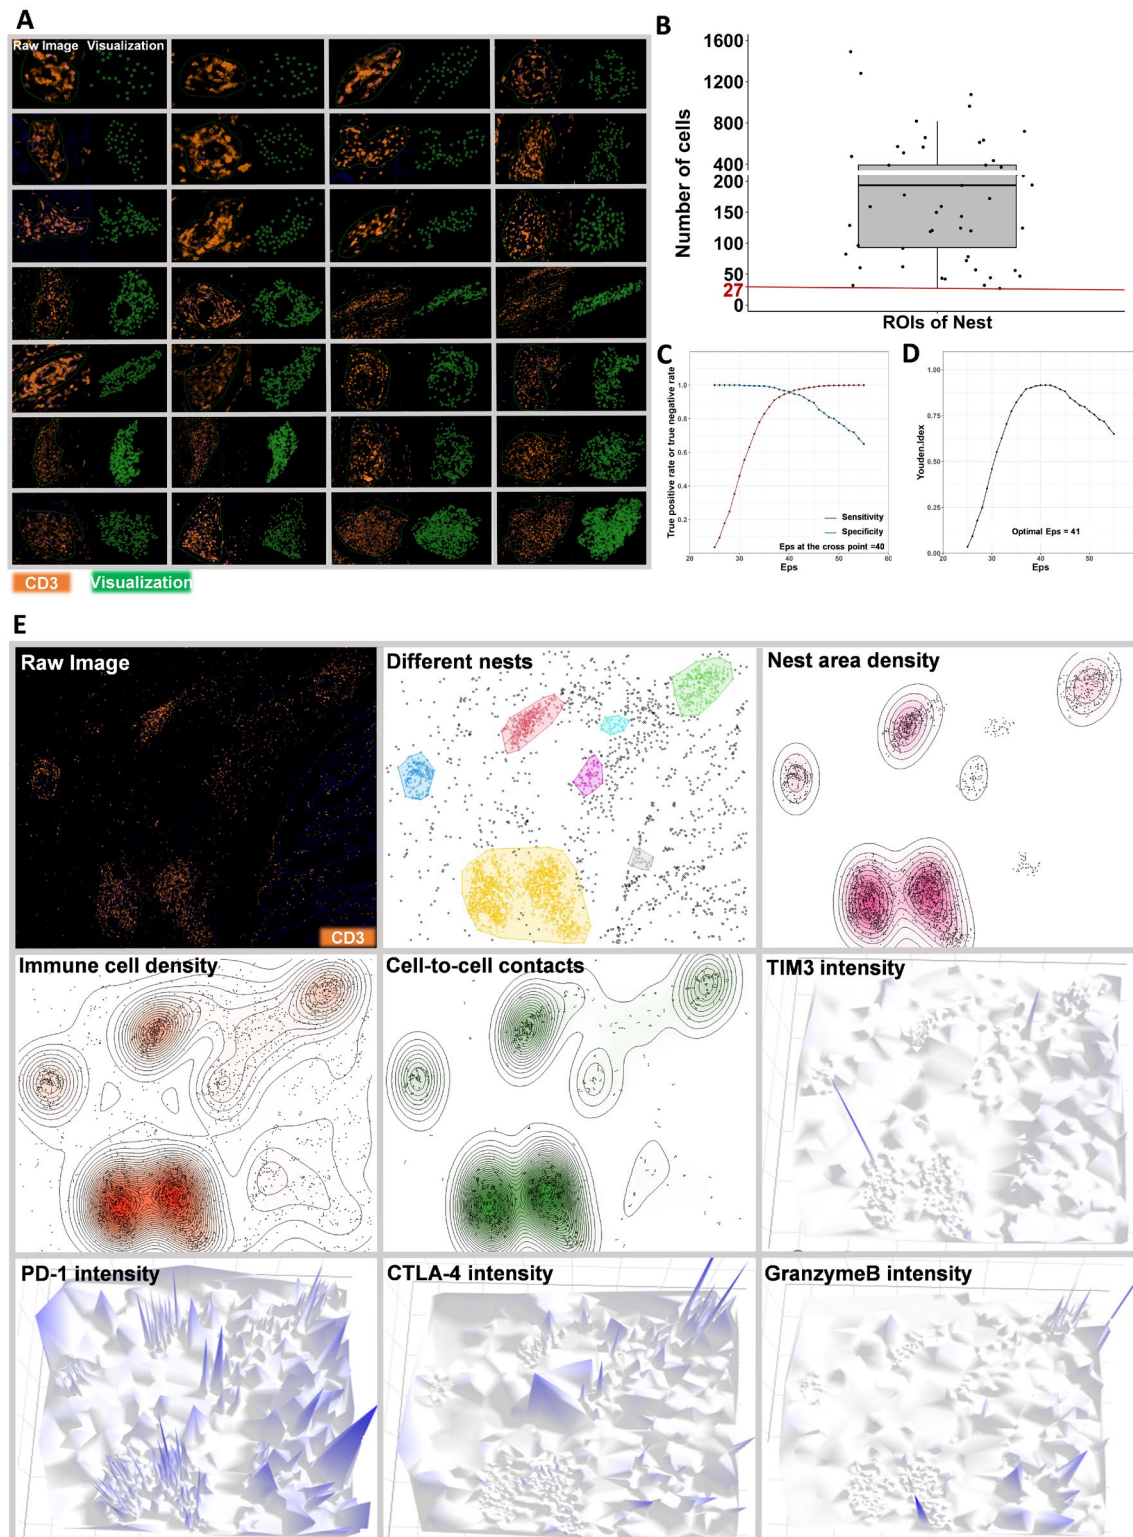 A
Raw Image Visualization
CD3 Visualization
B
Number of cells
1600
1200
800
400
200
100
50
27
0
ROIs of Nest
C
True positive rate or true negative rate
1.0
0.8
0.6
0.4
0.2
Sensitivity
Specificity
Eps at the cross point =40
20 30 40 50 60
Eps
D
Youden.Idex
1.00
0.75
0.50
0.25
0.00
Optimal Eps = 41
20 30 40 50
Eps
E
Raw Image
CD3
Different nests
Nest area density
Immune cell density
Cell-to-cell contacts
TIM3 intensity
PD-1 intensity
CTLA-4 intensity
GranzymeB intensity